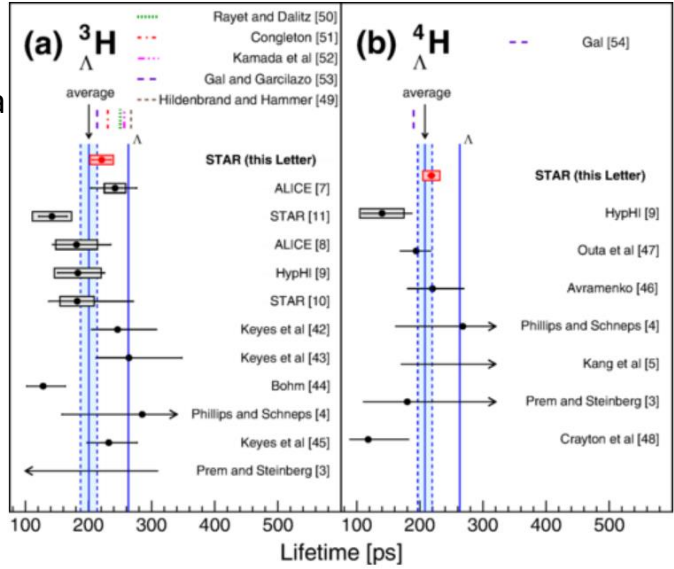 a
(a) 3ΛH
Rayet and Dalitz [50]
Congleton [51]
Kamada et al [52]
Gal and Garcilazo [53]
Hildenbrand and Hammer [49]
average
Λ
STAR (this Letter)
ALICE [7]
STAR [11]
ALICE [8]
HypHI [9]
STAR [10]
Keyes et al [42]
Keyes et al [43]
Bohm [44]
Phillips and Schneps [4]
Keyes et al [45]
Prem and Steinberg [3]
100 200 300 400 500
(b) 4ΛH
Gal [54]
average
Λ
STAR (this Letter)
HypHI [9]
Outa et al [47]
Avramenko [46]
Phillips and Schneps [4]
Kang et al [5]
Prem and Steinberg [3]
Crayton et al [48]
100 200 300 400 500
Lifetime [ps]